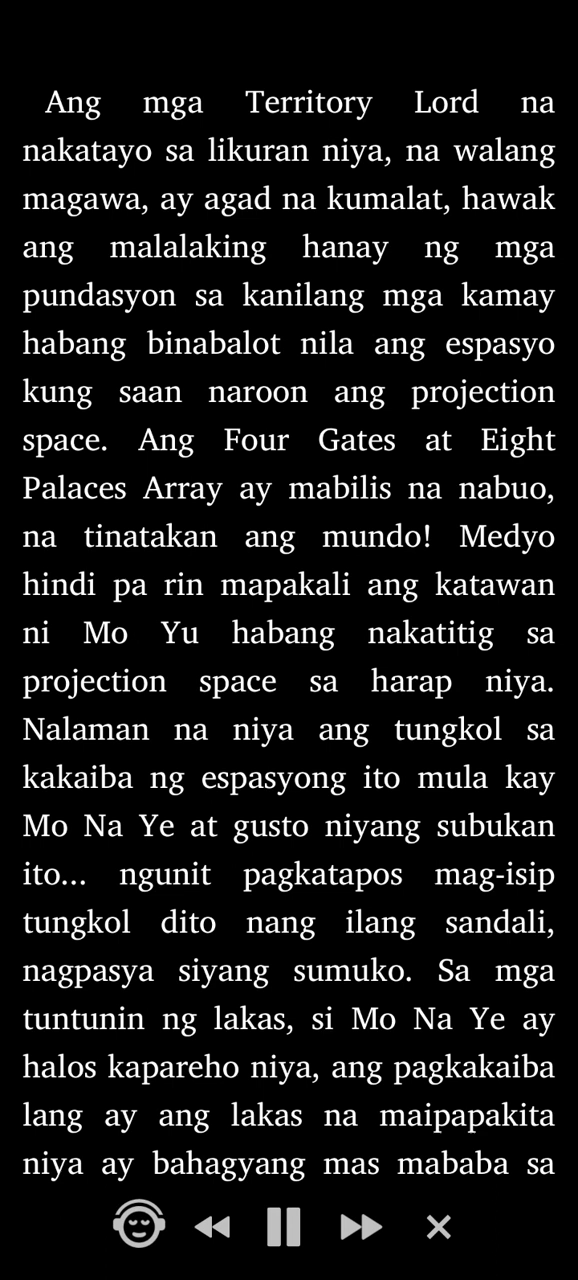 Ang mga Territory Lord na
nakatayo sa likuran niya, na walang
magawa, ay agad na kumalat, hawak
ang malalaking hanay ng mga
pundasyon sa kanilang mga kamay
habang binabalot nila ang espasyo
kung saan naroon ang projection
space. Ang Four Gates at Eight
Palaces Array ay mabilis na nabuo,
na tinatakan ang mundo! Medyo
hindi pa rin mapakali ang katawan
ni Mo Yu habang nakatitig sa
projection space sa harap niya.
Nalaman na niya ang tungkol sa
kakaiba ng espasyong ito mula kay
Mo Na Ye at gusto niyang subukan
ito... ngunit pagkatapos mag-isip
tungkol dito nang ilang sandali,
nagpasya siyang sumuko. Sa mga
tuntunin ng lakas, si Mo Na Ye ay
halos kapareho niya, ang pagkakaiba
lang ay ang lakas na maipapakita
niya ay bahagyang mas mababa sa